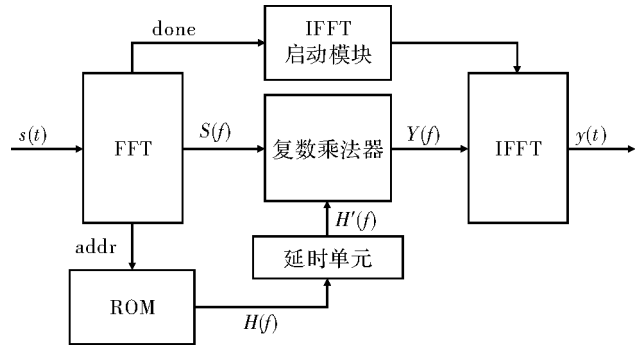 done
IFFT
启动模块
s(t)
FFT
S(f)
复数乘法器
Y(f)
IFFT
y(t)
H′(f)
addr
延时单元
ROM
H(f)